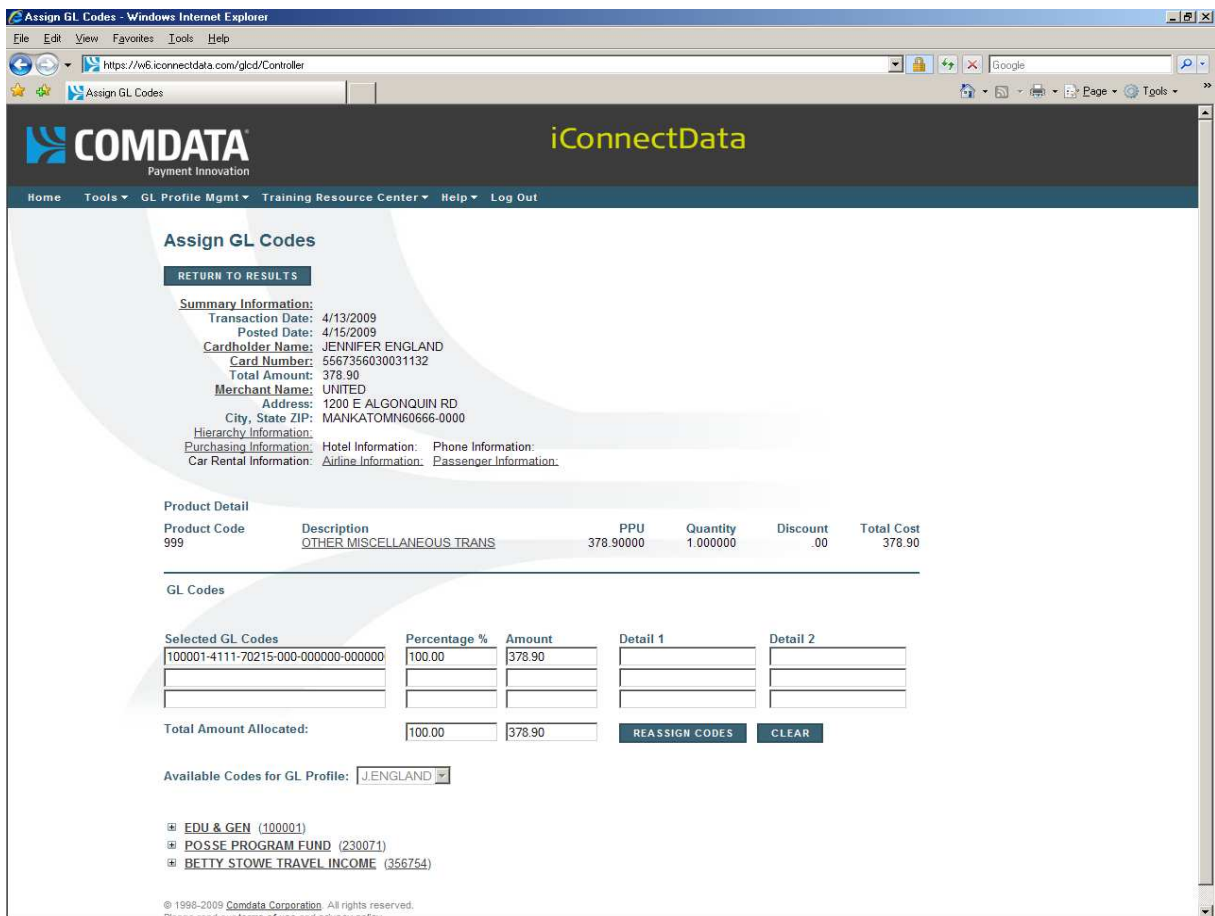 Assign GL Codes - Windows Internet Explorer
File Edit View Favorites Tools Help
https://w6.iconnectdata.com/glcd/Controller Google
Assign GL Codes Page Tools »
COMDATA
Payment Innovation
iConnectData
Home Tools GL Profile Mgmt Training Resource Center Help Log Out
Assign GL Codes
RETURN TO RESULTS
Summary Information:
Transaction Date: 4/13/2009
Posted Date: 4/15/2009
Cardholder Name: JENNIFER ENGLAND
Card Number: 5567356030031132
Total Amount: 378.90
Merchant Name: UNITED
Address: 1200 E ALGONQUIN RD
City, State ZIP: MANKATOMN60666-0000
Hierarchy Information:
Purchasing Information: Hotel Information: Phone Information:
Car Rental Information: Airline Information: Passenger Information:
Product Detail
Product Code Description PPU Quantity Discount Total Cost
999 OTHER MISCELLANEOUS TRANS 378.90000 1.000000 .00 378.90
GL Codes
Selected GL Codes Percentage % Amount Detail 1 Detail 2
100001-4111-70215-000-000000-000000 100.00 378.90
Total Amount Allocated: 100.00 378.90 REASSIGN CODES CLEAR
Available Codes for GL Profile: J.ENGLAND
EDU & GEN (100001)
POSSE PROGRAM FUND (230071)
BETTY STOWE TRAVEL INCOME (356754)
© 1998-2009 Comdata Corporation. All rights reserved.